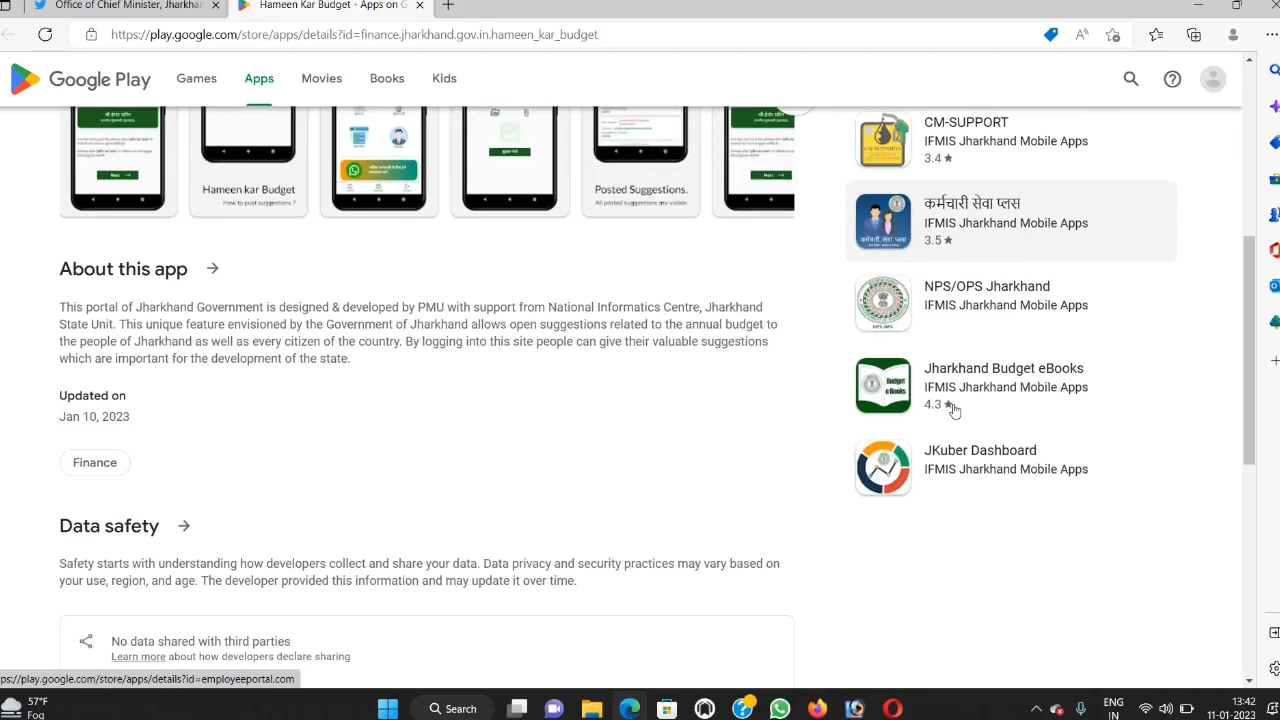 Office of Chief Minister, Jharkhan
Hameen Kar Budget - Apps on G
https://play.google.com/store/apps/details?id=finance.jharkhand.gov.in.hameen_kar_budget
Google Play
Games
Apps
Movies
Books
Kids
Next
Hameen kar Budget
How to post suggestions ?
Posted Suggestions.
All posted suggestions are visible.
Next
CM-SUPPORT
IFMIS Jharkhand Mobile Apps
3.4★
कर्मचारी सेवा प्लस
IFMIS Jharkhand Mobile Apps
3.5★
NPS/OPS Jharkhand
IFMIS Jharkhand Mobile Apps
Budget
e Books
Jharkhand Budget eBooks
IFMIS Jharkhand Mobile Apps
4.3★
JKuber Dashboard
IFMIS Jharkhand Mobile Apps
About this app →
This portal of Jharkhand Government is designed & developed by PMU with support from National Informatics Centre, Jharkhand
State Unit. This unique feature envisioned by the Government of Jharkhand allows open suggestions related to the annual budget to
the people of Jharkhand as well as every citizen of the country. By logging into this site people can give their valuable suggestions
which are important for the development of the state.
Updated on
Jan 10, 2023
Finance
Data safety →
Safety starts with understanding how developers collect and share your data. Data privacy and security practices may vary based on
your use, region, and age. The developer provided this information and may update it over time.
No data shared with third parties
Learn more about how developers declare sharing
ps://play.google.com/store/apps/details?id=employeeportal.com
57°F
Fog
Search
ENG
IN
13:42
11-01-2023